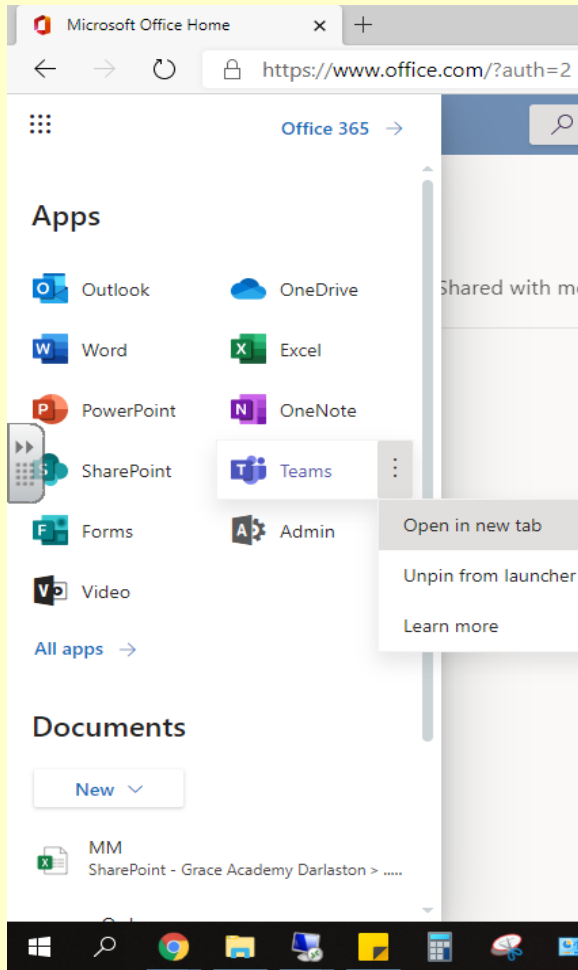 Microsoft Office Home
https://www.office.com/?auth=2
Office 365 →
Apps
Outlook OneDrive
Shared with m
Word Excel
PowerPoint OneNote
SharePoint Teams
Forms Admin
Open in new tab
Video
Unpin from launcher
Learn more
All apps →
Documents
New
MM
SharePoint - Grace Academy Darlaston > .....